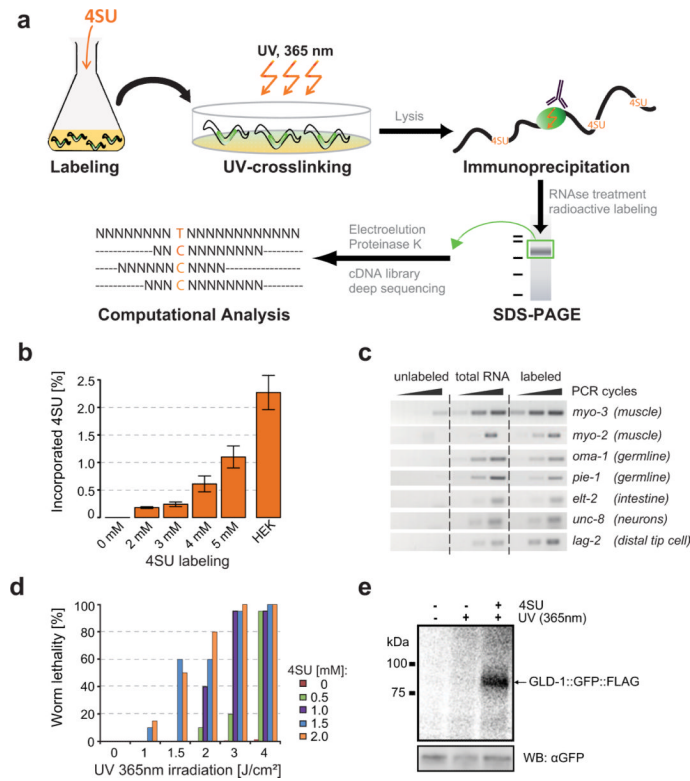 a
4SU
UV, 365 nm
Labeling
UV-crosslinking
Lysis
4SU
4SU
4SU
Immunoprecipitation
RNAse treatment
radioactive labeling
SDS-PAGE
Electroelution
Proteinase K
cDNA library
deep sequencing
NNNNNNNN T NNNNNNNNNNNN
------------NN C NNNNNNNN-------
-------NNNNNN C NNNN--------------
------------NN C NNNNNNNN-------
Computational Analysis
b
Incorporated 4SU [%]
2.5
2.0
1.5
1.0
0.5
0
0 mM
2 mM
3 mM
4 mM
5 mM
HEK
4SU labeling
c
unlabeled total RNA labeled
PCR cycles
myo-3 (muscle)
myo-2 (muscle)
oma-1 (germline)
pie-1 (germline)
elt-2 (intestine)
unc-8 (neurons)
lag-2 (distal tip cell)
d
Worm lethality [%]
100
80
60
40
20
0
0 1 1.5 2 3 4
UV 365nm irradiation [J/cm²]
4SU [mM]:
0
0.5
1.0
1.5
2.0
e
- - + 4SU
- + + UV (365nm)
kDa
100
75
GLD-1::GFP::FLAG
WB: αGFP